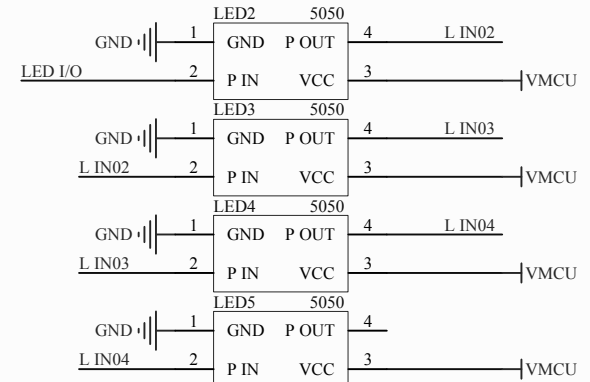 LED2 5050
GND 1 GND P OUT 4 L IN02
LED I/O 2 P IN VCC 3 VMCU
LED3 5050
GND 1 GND P OUT 4 L IN03
L IN02 2 P IN VCC 3 VMCU
LED4 5050
GND 1 GND P OUT 4 L IN04
L IN03 2 P IN VCC 3 VMCU
LED5 5050
GND 1 GND P OUT 4
L IN04 2 P IN VCC 3 VMCU